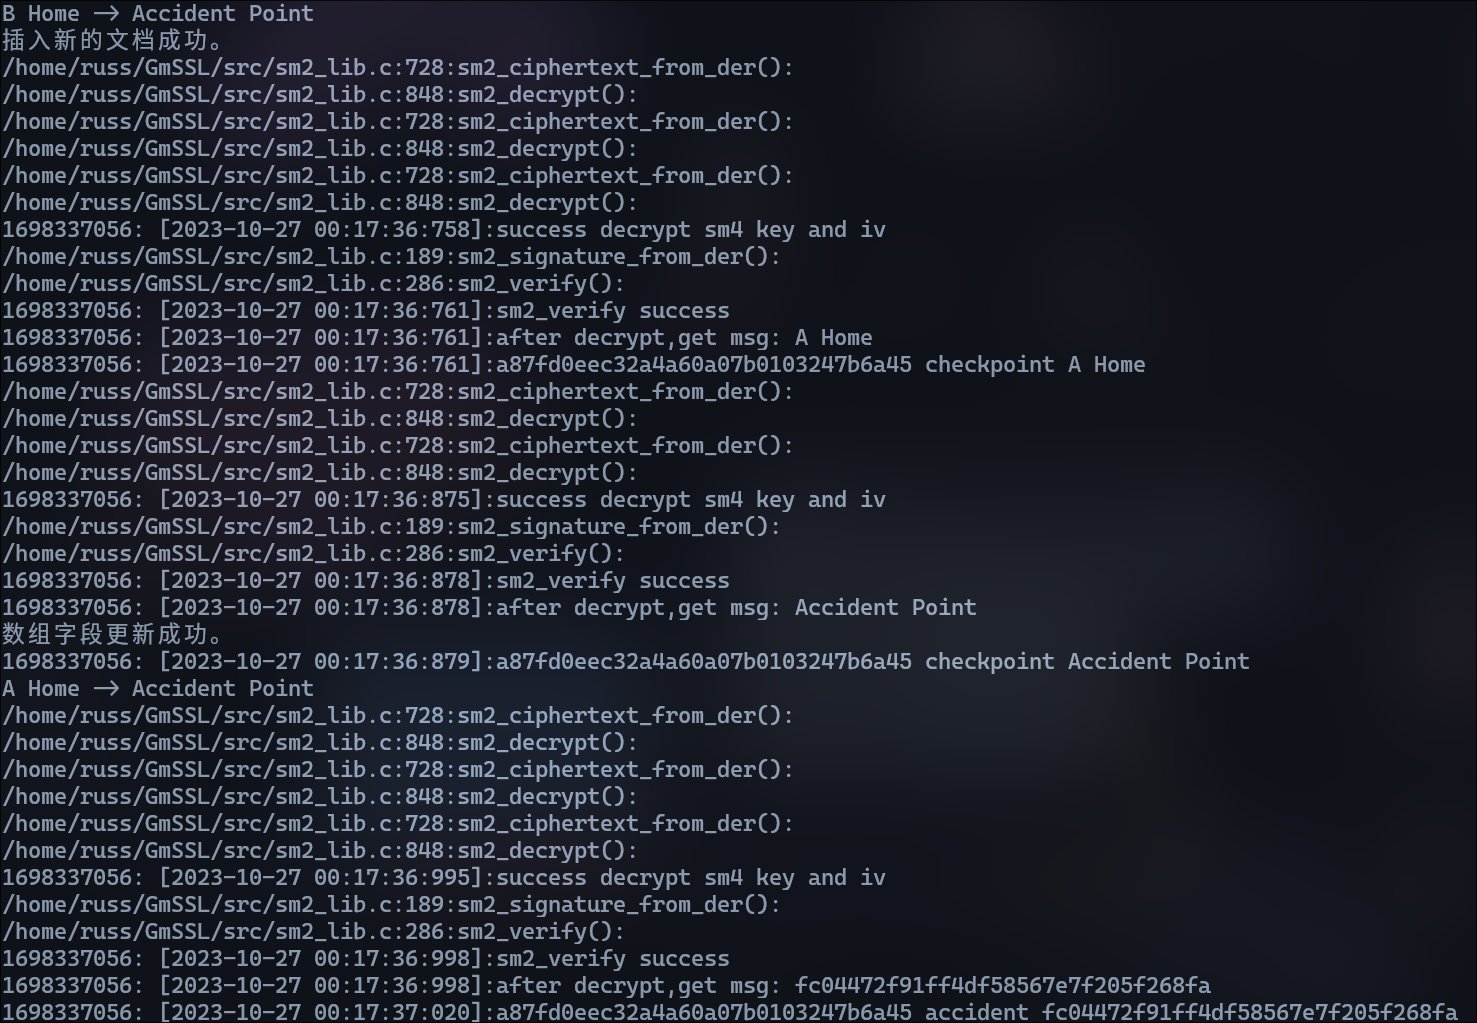 B Home —> Accident Point
插入新的文档成功。
/home/russ/GmSSL/src/sm2_lib.c:728:sm2_ciphertext_from_der():
/home/russ/GmSSL/src/sm2_lib.c:848:sm2_decrypt():
/home/russ/GmSSL/src/sm2_lib.c:728:sm2_ciphertext_from_der():
/home/russ/GmSSL/src/sm2_lib.c:848:sm2_decrypt():
/home/russ/GmSSL/src/sm2_lib.c:728:sm2_ciphertext_from_der():
/home/russ/GmSSL/src/sm2_lib.c:848:sm2_decrypt():
1698337056: [2023-10-27 00:17:36:758]:success decrypt sm4 key and iv
/home/russ/GmSSL/src/sm2_lib.c:189:sm2_signature_from_der():
/home/russ/GmSSL/src/sm2_lib.c:286:sm2_verify():
1698337056: [2023-10-27 00:17:36:761]:sm2_verify success
1698337056: [2023-10-27 00:17:36:761]:after decrypt,get msg: A Home
1698337056: [2023-10-27 00:17:36:761]:a87fd0eec32a4a60a07b0103247b6a45 checkpoint A Home
/home/russ/GmSSL/src/sm2_lib.c:728:sm2_ciphertext_from_der():
/home/russ/GmSSL/src/sm2_lib.c:848:sm2_decrypt():
/home/russ/GmSSL/src/sm2_lib.c:728:sm2_ciphertext_from_der():
/home/russ/GmSSL/src/sm2_lib.c:848:sm2_decrypt():
1698337056: [2023-10-27 00:17:36:875]:success decrypt sm4 key and iv
/home/russ/GmSSL/src/sm2_lib.c:189:sm2_signature_from_der():
/home/russ/GmSSL/src/sm2_lib.c:286:sm2_verify():
1698337056: [2023-10-27 00:17:36:878]:sm2_verify success
1698337056: [2023-10-27 00:17:36:878]:after decrypt,get msg: Accident Point
数组字段更新成功。
1698337056: [2023-10-27 00:17:36:879]:a87fd0eec32a4a60a07b0103247b6a45 checkpoint Accident Point
A Home —> Accident Point
/home/russ/GmSSL/src/sm2_lib.c:728:sm2_ciphertext_from_der():
/home/russ/GmSSL/src/sm2_lib.c:848:sm2_decrypt():
/home/russ/GmSSL/src/sm2_lib.c:728:sm2_ciphertext_from_der():
/home/russ/GmSSL/src/sm2_lib.c:848:sm2_decrypt():
/home/russ/GmSSL/src/sm2_lib.c:728:sm2_ciphertext_from_der():
/home/russ/GmSSL/src/sm2_lib.c:848:sm2_decrypt():
1698337056: [2023-10-27 00:17:36:995]:success decrypt sm4 key and iv
/home/russ/GmSSL/src/sm2_lib.c:189:sm2_signature_from_der():
/home/russ/GmSSL/src/sm2_lib.c:286:sm2_verify():
1698337056: [2023-10-27 00:17:36:998]:sm2_verify success
1698337056: [2023-10-27 00:17:36:998]:after decrypt,get msg: fc04472f91ff4df58567e7f205f268fa
1698337056: [2023-10-27 00:17:37:020]:a87fd0eec32a4a60a07b0103247b6a45 accident fc04472f91ff4df58567e7f205f268fa